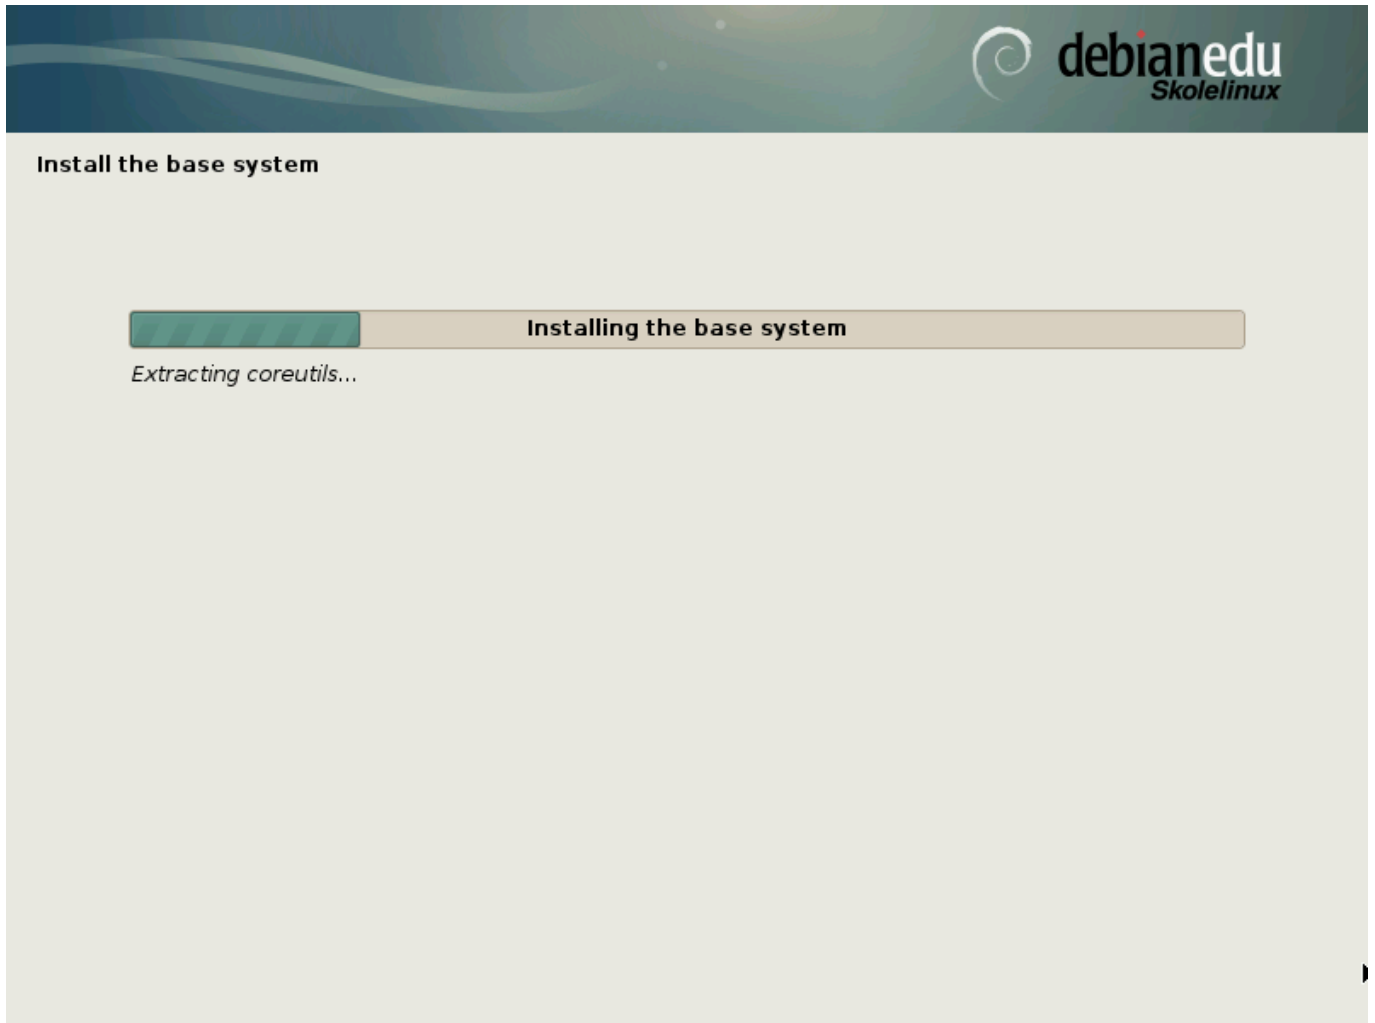 debianedu
Skolelinux
Install the base system
Installing the base system
Extracting coreutils...